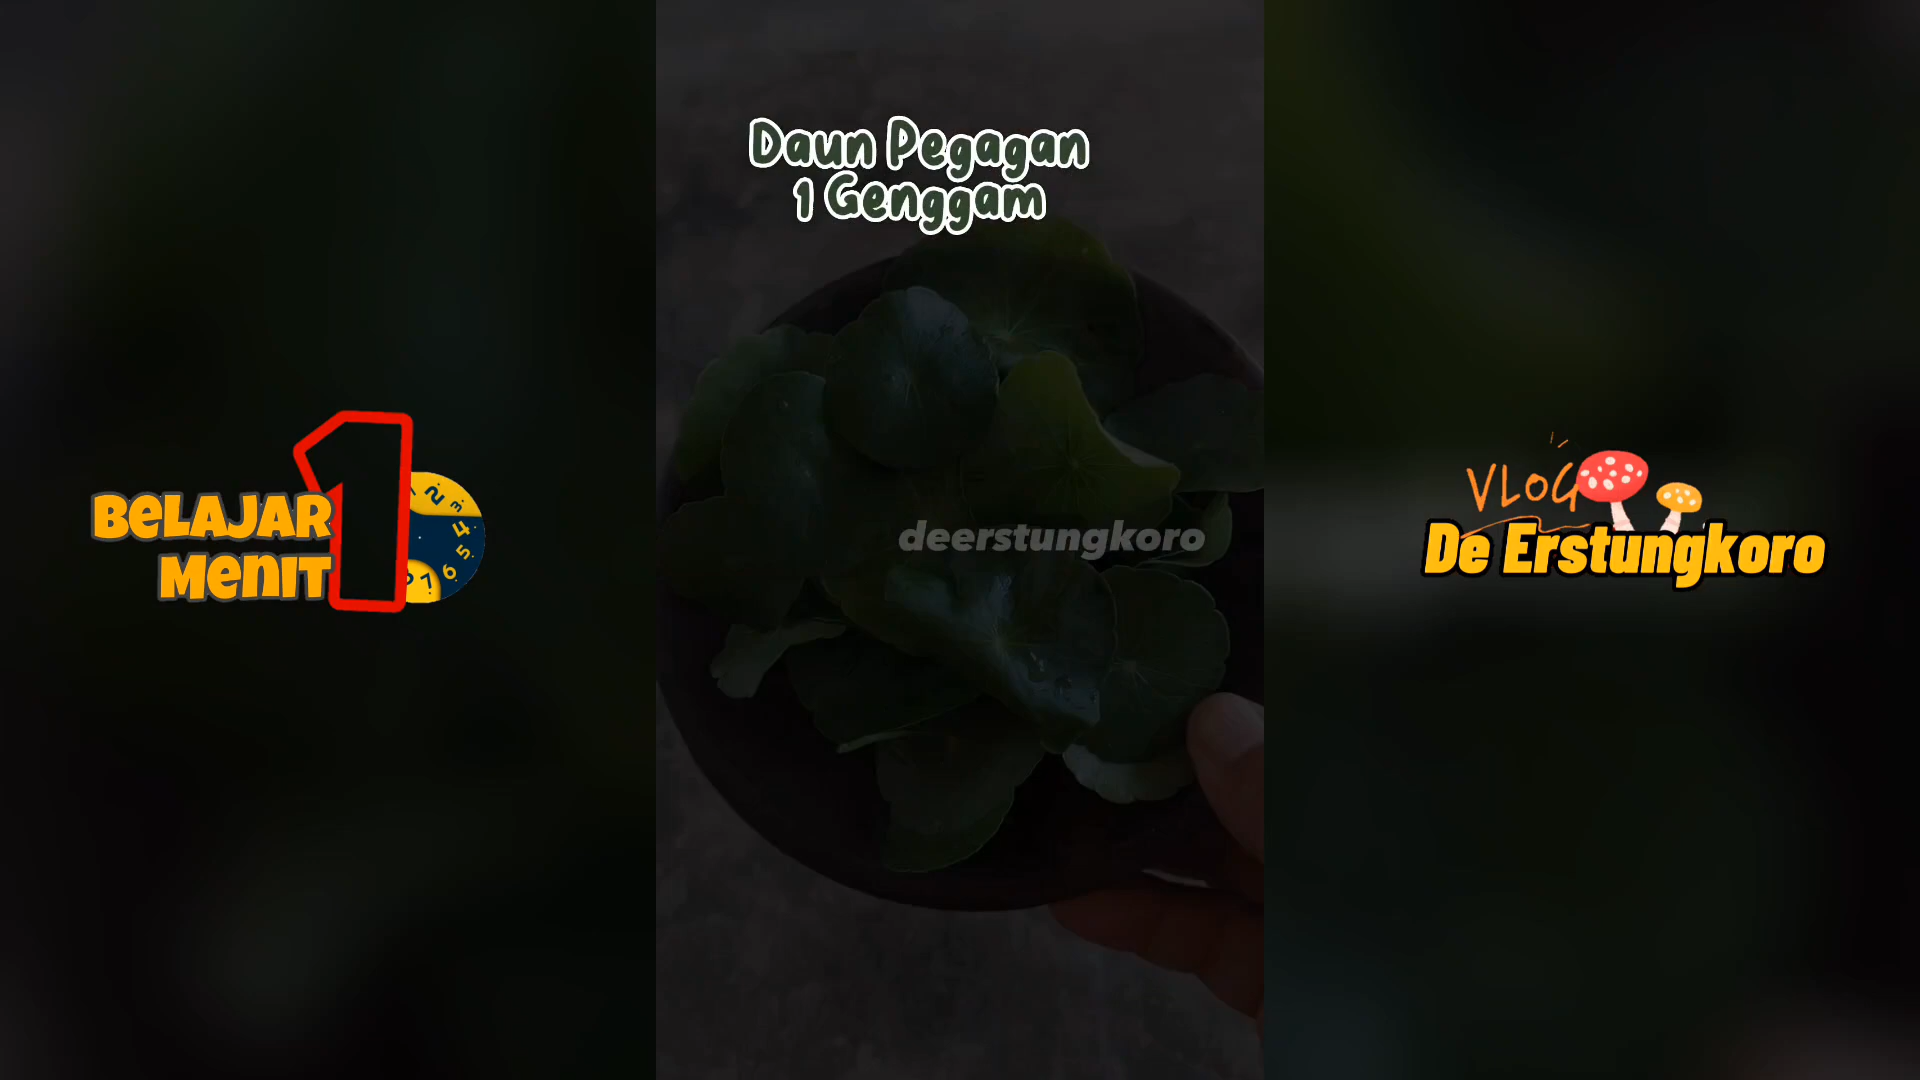 Daun Pegagan
1 Genggam
BELAJAR
MENIT
1
deerstungkoro
VLOG
De Erstungkoro